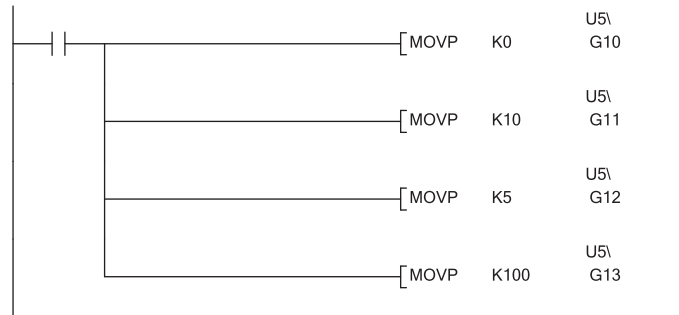 U5\
MOVP K0 G10
U5\
MOVP K10 G11
U5\
MOVP K5 G12
U5\
MOVP K100 G13